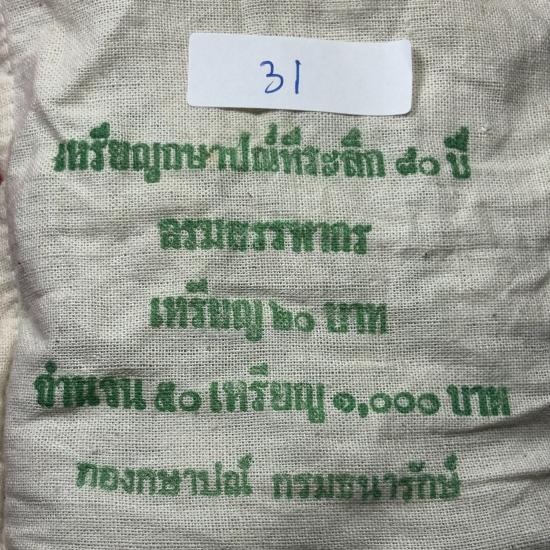 31
เหรียญกษาปณ์ที่ระลึก ๘๐ ปี
กรมสรรพากร
เหรียญ ๒๐ บาท
จำนวน ๕๐ เหรียญ ๑,๐๐๐ บาท
กองกษาปณ์ กรมธนารักษ์